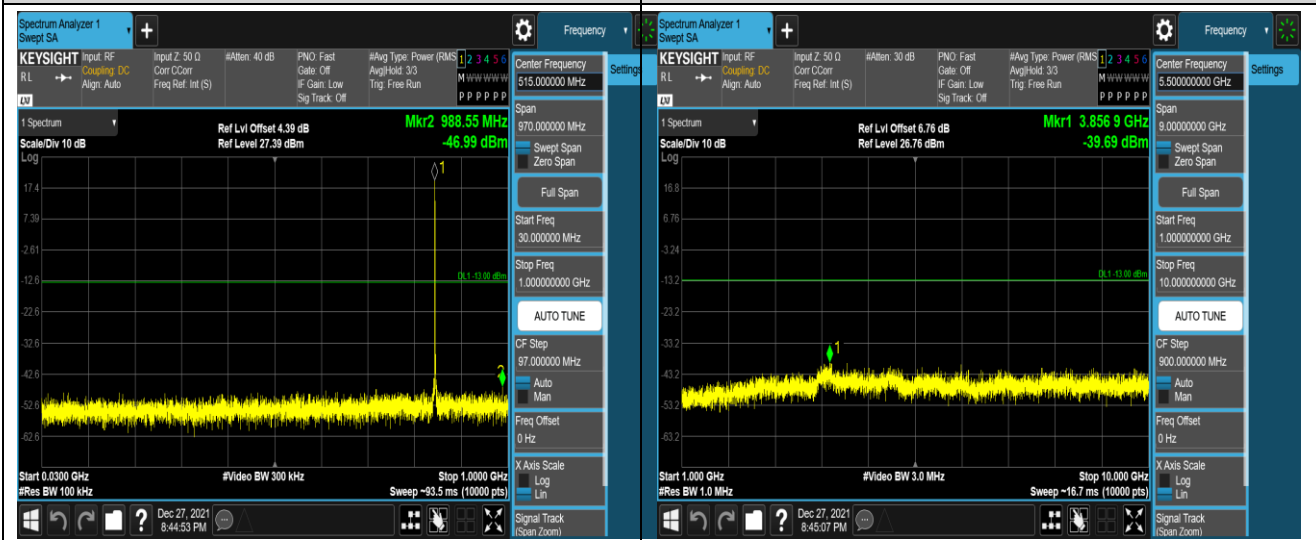 Spectrum Analyzer 1
Swept SA
+
Frequency
KEYSIGHT
RL
LXI
Input: RF
Coupling: DC
Align: Auto
Input Z: 50 Ω
Corr CCorr
Freq Ref: Int (S)
#Atten: 40 dB
PNO: Fast
Gate: Off
IF Gain: Low
Sig Track: Off
#Avg Type: Power (RMS
Avg|Hold: 3/3
Trig: Free Run
1 2 3 4 5 6
M W W W W W
P P P P P P
1 Spectrum
Scale/Div 10 dB
Log
Ref Lvl Offset 4.39 dB
Ref Level 27.39 dBm
Mkr2 988.55 MHz
-46.99 dBm
1
17.4
7.39
-2.61
DL1 -13.00 dBm
-12.6
-22.6
-32.6
-42.6
2
-52.6
-62.6
Start 0.0300 GHz
#Res BW 100 kHz
#Video BW 300 kHz
Stop 1.0000 GHz
Sweep ~93.5 ms (10000 pts)
Dec 27, 2021
8:44:53 PM
Center Frequency
515.000000 MHz
Settings
Span
970.000000 MHz
Swept Span
Zero Span
Full Span
Start Freq
30.000000 MHz
Stop Freq
1.000000000 GHz
AUTO TUNE
CF Step
97.000000 MHz
Auto
Man
Freq Offset
0 Hz
X Axis Scale
Log
Lin
Signal Track
(Span Zoom)
Spectrum Analyzer 1
Swept SA
+
Frequency
KEYSIGHT
RL
LXI
Input: RF
Coupling: DC
Align: Auto
Input Z: 50 Ω
Corr CCorr
Freq Ref: Int (S)
#Atten: 30 dB
PNO: Fast
Gate: Off
IF Gain: Low
Sig Track: Off
#Avg Type: Power (RMS
Avg|Hold: 3/3
Trig: Free Run
1 2 3 4 5 6
M W W W W W
P P P P P P
1 Spectrum
Scale/Div 10 dB
Log
Ref Lvl Offset 6.76 dB
Ref Level 26.76 dBm
Mkr1 3.856 9 GHz
-39.69 dBm
16.8
6.76
-3.24
DL1 -13.00 dBm
-13.2
-23.2
-33.2
1
-43.2
-53.2
-63.2
Start 1.000 GHz
#Res BW 1.0 MHz
#Video BW 3.0 MHz
Stop 10.000 GHz
Sweep ~16.7 ms (10000 pts)
Dec 27, 2021
8:45:07 PM
Center Frequency
5.500000000 GHz
Settings
Span
9.00000000 GHz
Swept Span
Zero Span
Full Span
Start Freq
1.000000000 GHz
Stop Freq
10.000000000 GHz
AUTO TUNE
CF Step
900.000000 MHz
Auto
Man
Freq Offset
0 Hz
X Axis Scale
Log
Lin
Signal Track
(Span Zoom)